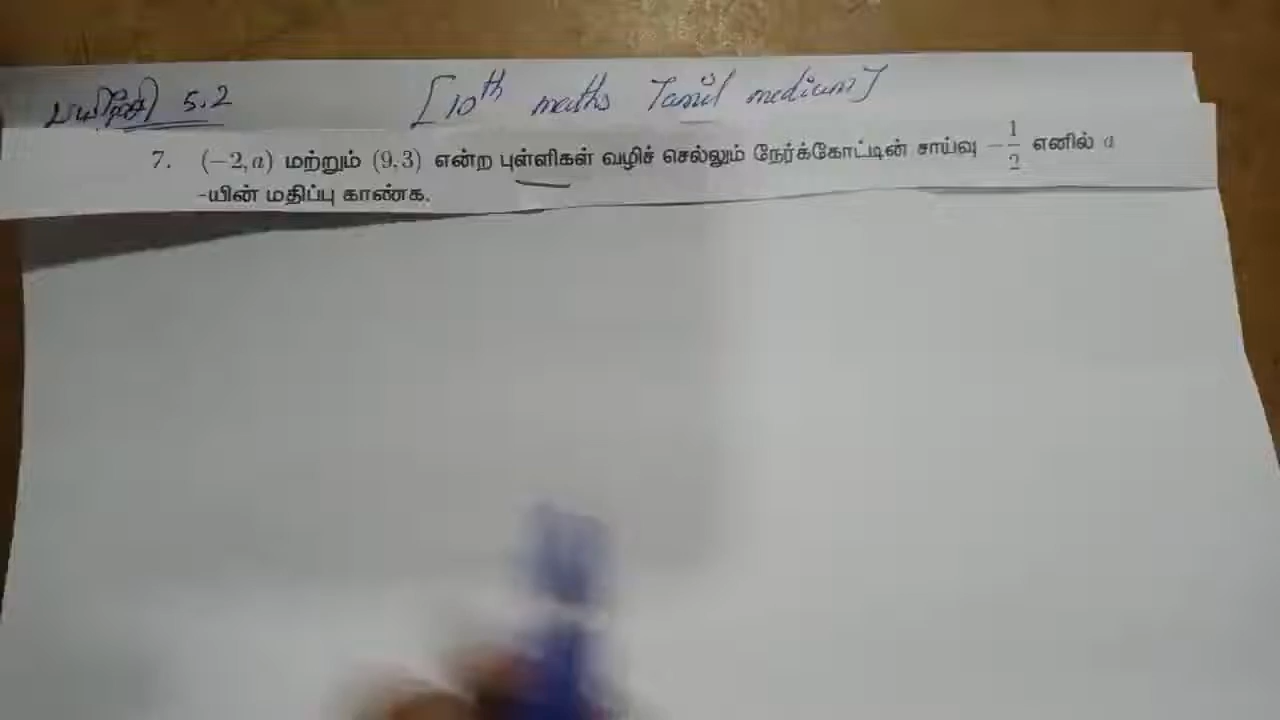 பயிற்சி 5.2 [10th maths Tamil medium]
7. (−2, a) மற்றும் (9, 3) என்ற புள்ளிகள் வழிச் செல்லும் நேர்க்கோட்டின் சாய்வு −1/2 எனில் a
-யின் மதிப்பு காண்க.